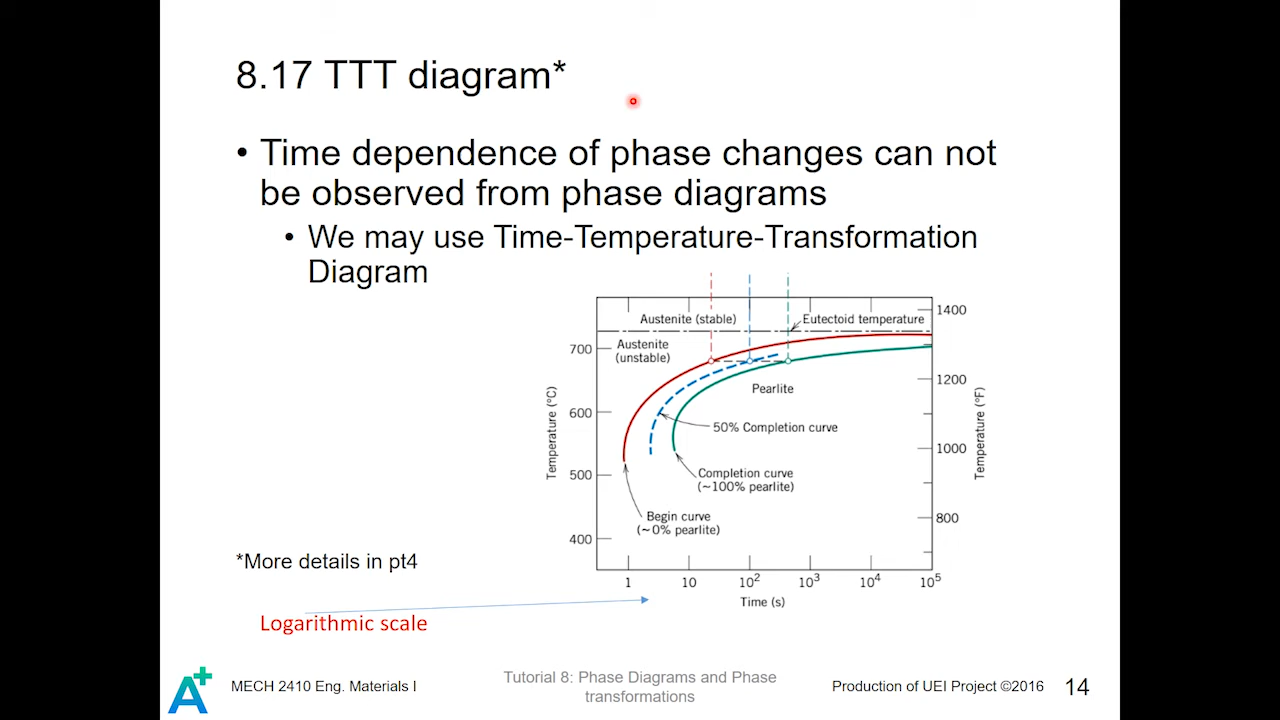 8.17 TTT diagram*
• Time dependence of phase changes can not
be observed from phase diagrams
• We may use Time-Temperature-Transformation
Diagram
Austenite (stable)
Eutectoid temperature
Austenite
(unstable)
Pearlite
50% Completion curve
Completion curve
(~100% pearlite)
Begin curve
(~0% pearlite)
Temperature (°C)
700
600
500
400
Temperature (°F)
1400
1200
1000
800
1 10 10² 10³ 10⁴ 10⁵
Time (s)
*More details in pt4
Logarithmic scale
A+
MECH 2410 Eng. Materials I
Tutorial 8: Phase Diagrams and Phase
transformations
Production of UEI Project ©2016
14